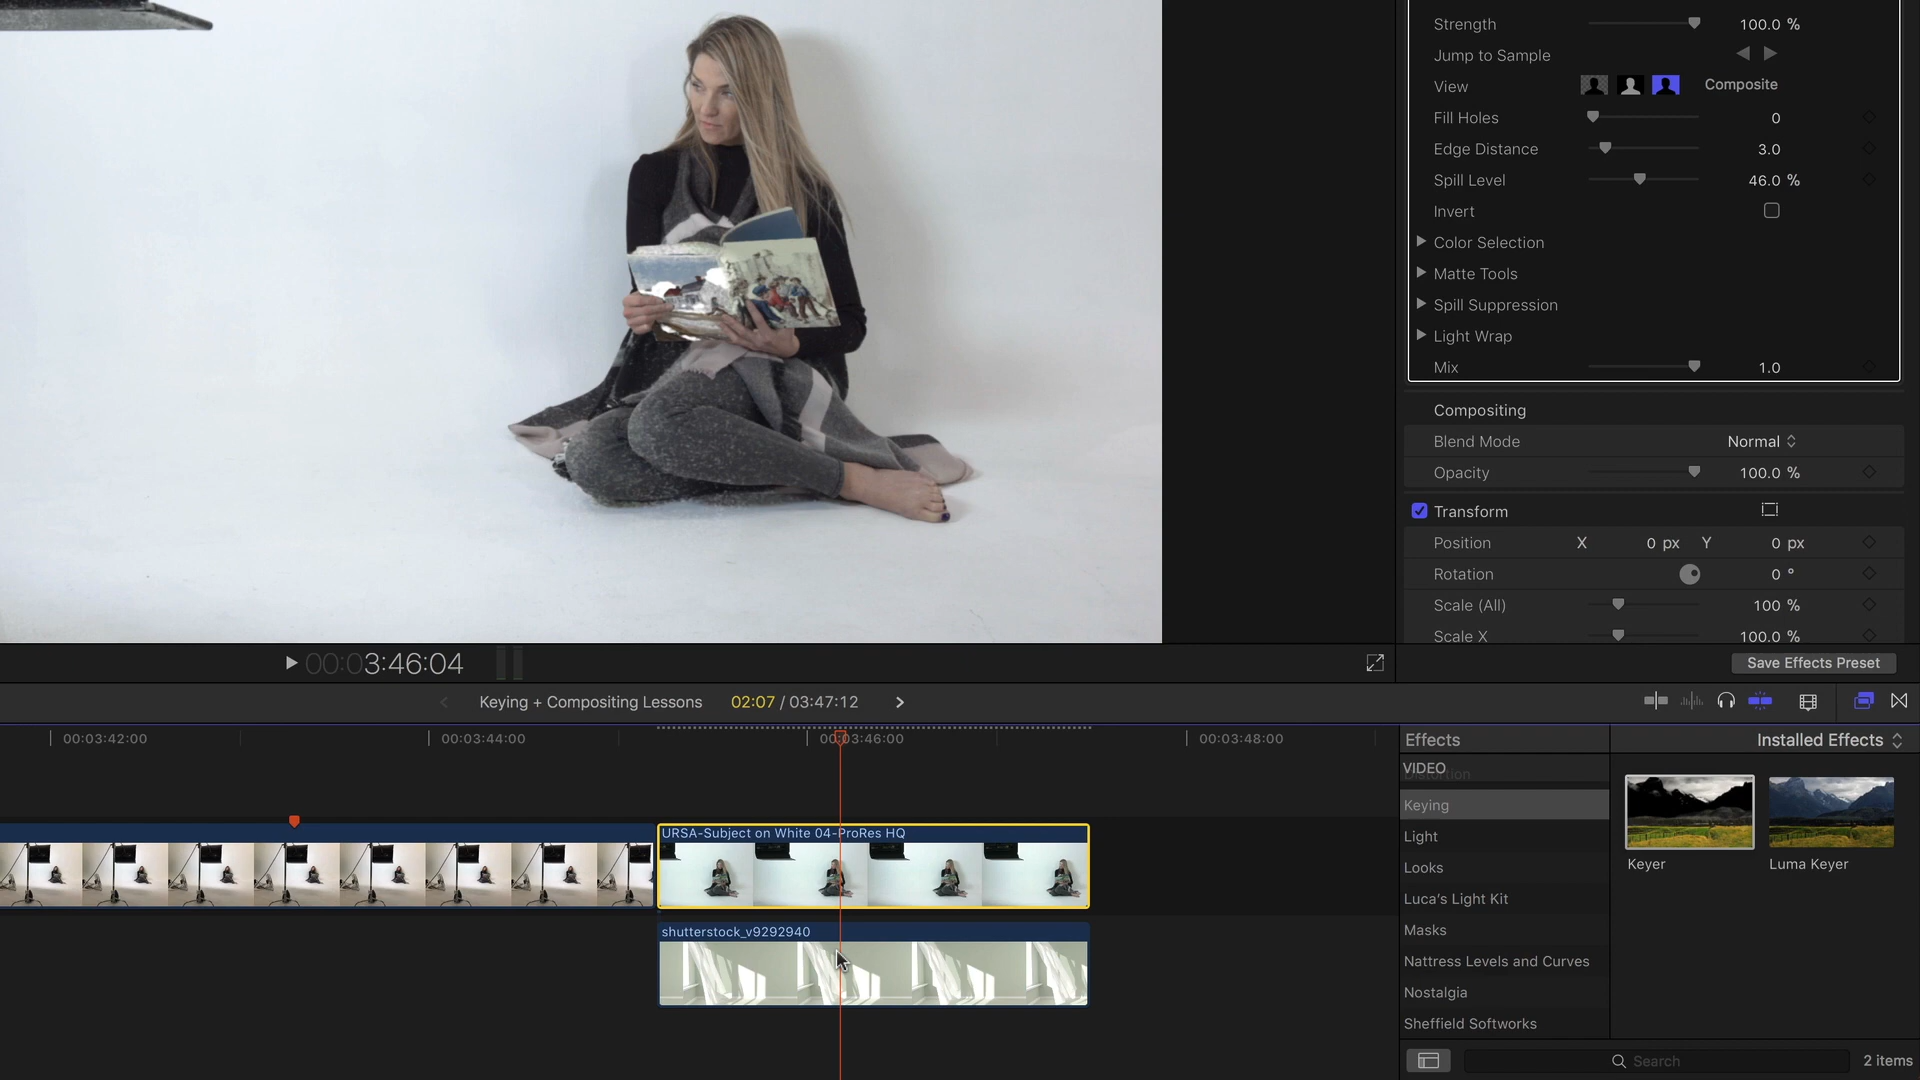 Strength 100.0 %
Jump to Sample
View Composite
Fill Holes 0
Edge Distance 3.0
Spill Level 46.0 %
Invert
Color Selection
Matte Tools
Spill Suppression
Light Wrap
Mix 1.0
Compositing
Blend Mode Normal
Opacity 100.0 %
Transform
Position X 0 px Y 0 px
Rotation 0 °
Scale (All) 100 %
Scale X 100.0 %
00:03:46:04
Save Effects Preset
Keying + Compositing Lessons 02:07 / 03:47:12
00:03:42:00 00:03:44:00 00:03:46:00 00:03:48:00
URSA-Subject on White 04-ProRes HQ
shutterstock_v9292940
Effects
Installed Effects
VIDEO
Distortion
Keying
Light
Looks
Luca's Light Kit
Masks
Nattress Levels and Curves
Nostalgia
Sheffield Softworks
Keyer
Luma Keyer
Search
2 items